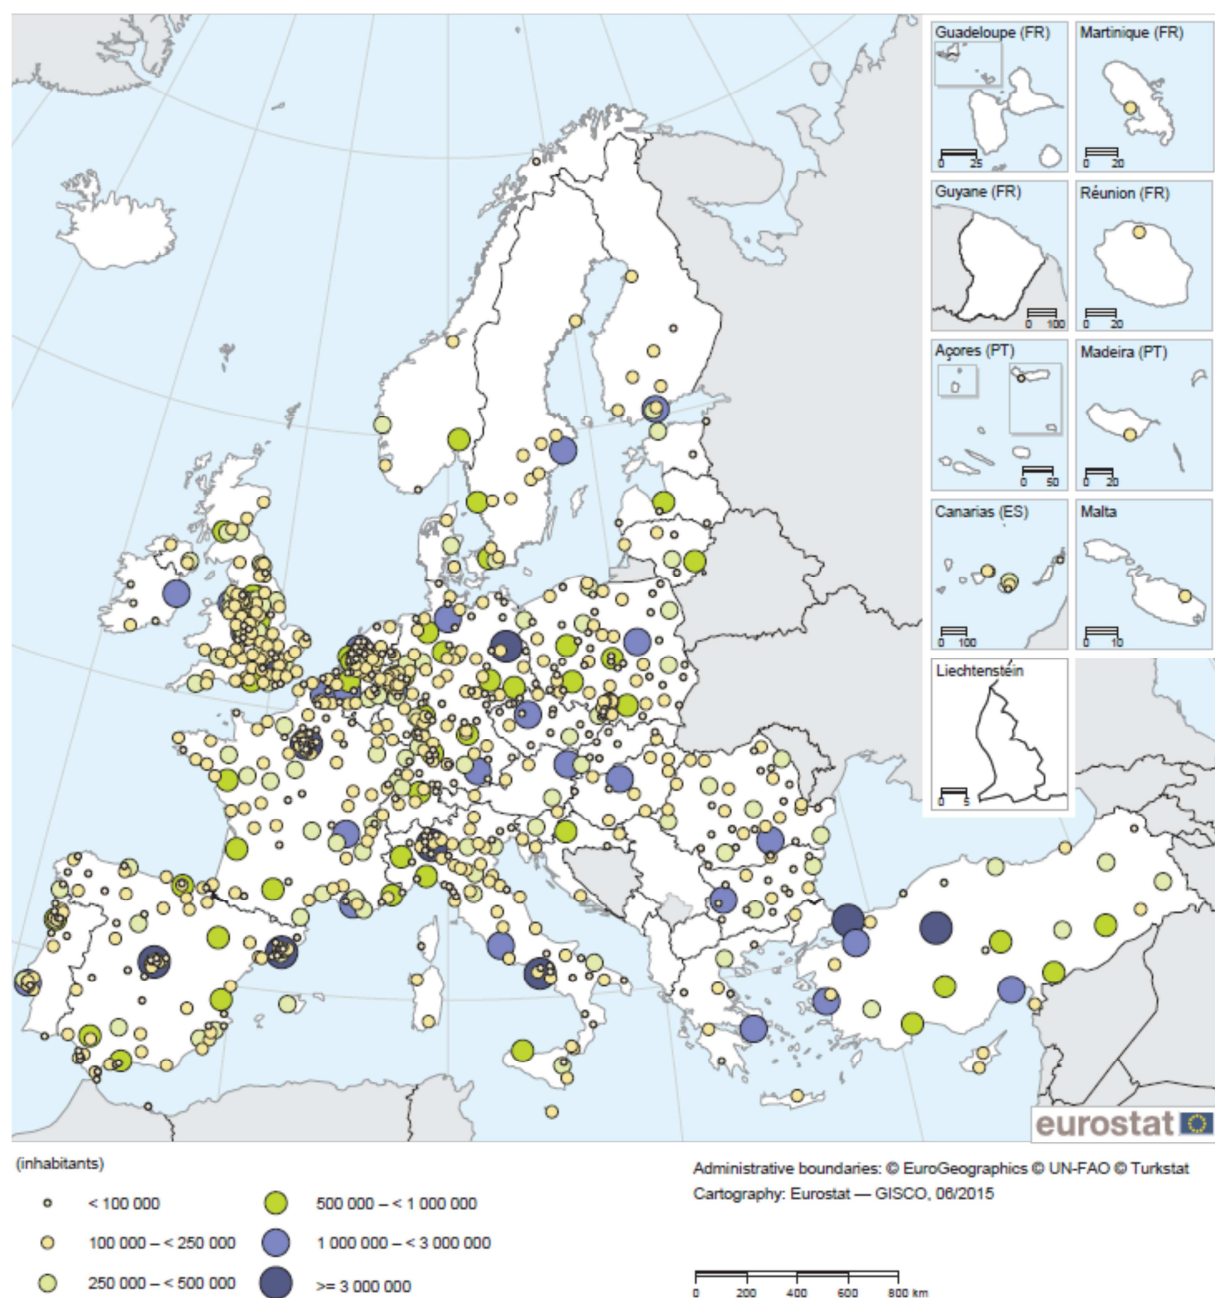 Guadeloupe (FR)
0 25
Martinique (FR)
0 20
Guyane (FR)
0 100
Réunion (FR)
0 20
Açores (PT)
0 50
Madeira (PT)
0 20
Canarias (ES)
0 100
Malta
0 10
Liechtenstein
0 5
eurostat
(inhabitants)
< 100 000
100 000 – < 250 000
250 000 – < 500 000
500 000 – < 1 000 000
1 000 000 – < 3 000 000
>= 3 000 000
Administrative boundaries: © EuroGeographics © UN-FAO © Turkstat
Cartography: Eurostat — GISCO, 06/2015
0 200 400 600 800 km